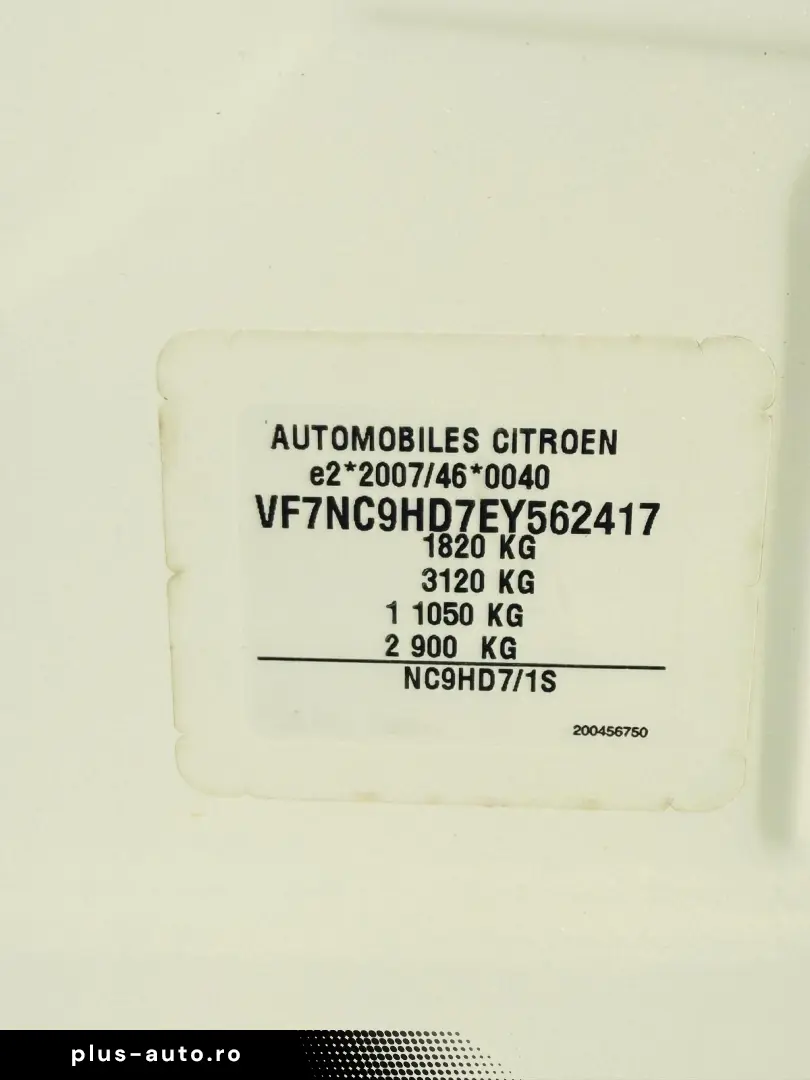 AUTOMOBILES CITROEN
e2*2007/46*0040
VF7NC9HD7EY562417
1820 KG
3120 KG
1 1050 KG
2 900 KG
NC9HD7/1S
200456750
plus-auto.ro